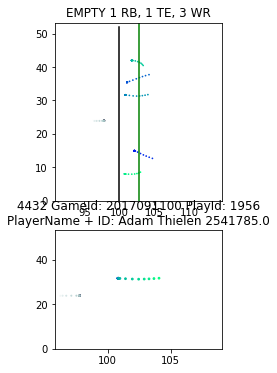 EMPTY 1 RB, 1 TE, 3 WR
50
40
30
20
10
0
95 100 105 110
4432 GameId: 2017091100 PlayId: 1956
PlayerName + ID: Adam Thielen 2541785.0
40
20
0
100 105